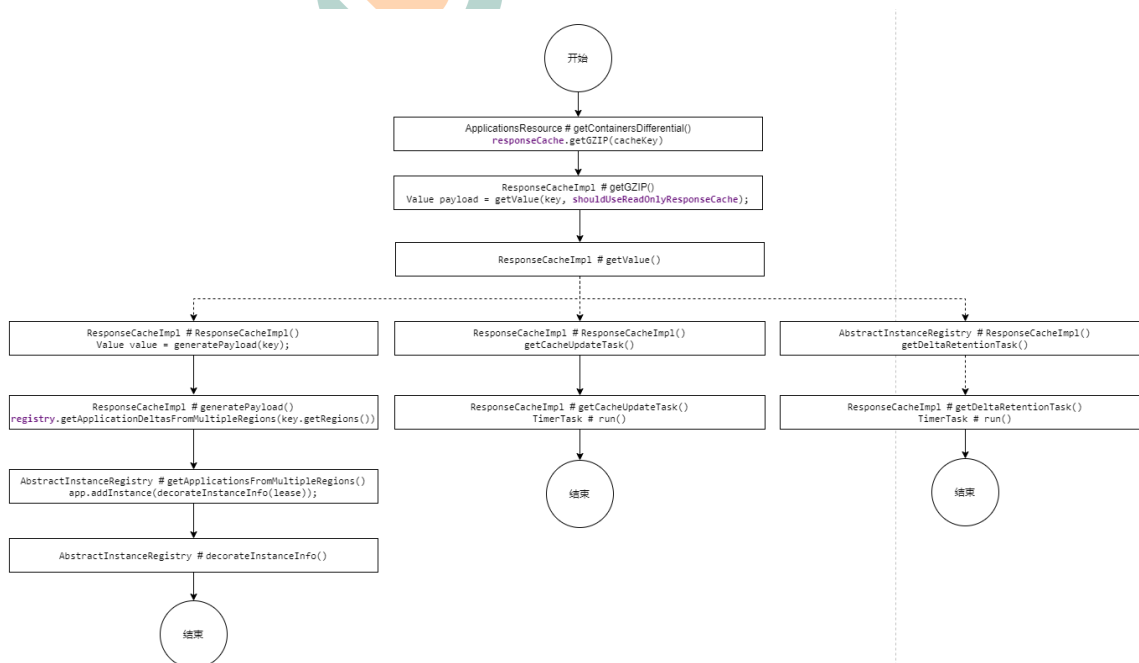 开始
ApplicationsResource # getContainersDifferential()
responseCache.getGZIP(cacheKey)
ResponseCacheImpl # getGZIP()
Value payload = getValue(key, shouldUseReadOnlyResponseCache);
ResponseCacheImpl # getValue()
ResponseCacheImpl # ResponseCacheImpl()
Value value = generatePayload(key);
ResponseCacheImpl # generatePayload()
registry.getApplicationDeltasFromMultipleRegions(key.getRegions())
AbstractInstanceRegistry # getApplicationsFromMultipleRegions()
app.addInstance(decorateInstanceInfo(lease));
AbstractInstanceRegistry # decorateInstanceInfo()
结束
ResponseCacheImpl # ResponseCacheImpl()
getCacheUpdateTask()
ResponseCacheImpl # getCacheUpdateTask()
TimerTask # run()
结束
AbstractInstanceRegistry # ResponseCacheImpl()
getDeltaRetentionTask()
ResponseCacheImpl # getDeltaRetentionTask()
TimerTask # run()
结束